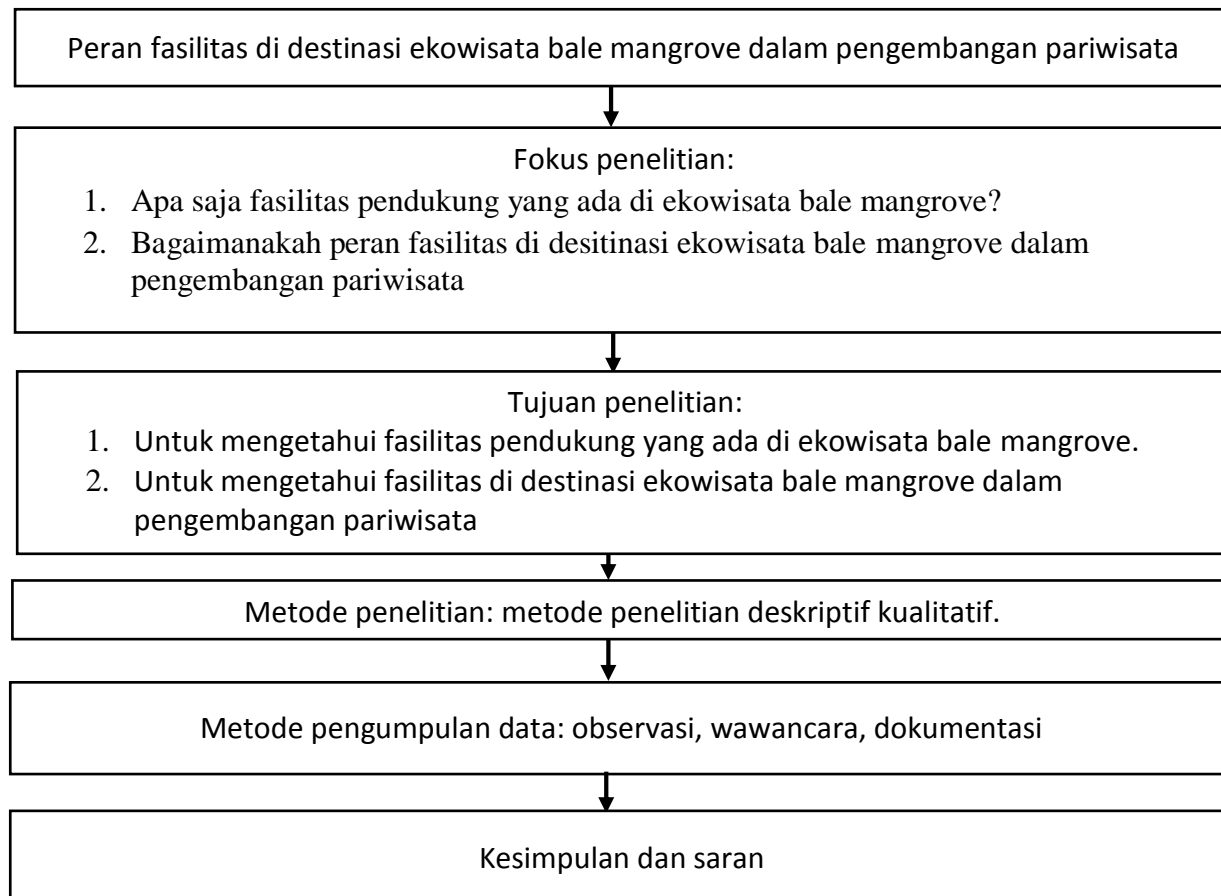 Peran fasilitas di destinasi ekowisata bale mangrove dalam pengembangan pariwisata
Fokus penelitian:
1. Apa saja fasilitas pendukung yang ada di ekowisata bale mangrove?
2. Bagaimanakah peran fasilitas di desitinasi ekowisata bale mangrove dalam
pengembangan pariwisata
Tujuan penelitian:
1. Untuk mengetahui fasilitas pendukung yang ada di ekowisata bale mangrove.
2. Untuk mengetahui fasilitas di destinasi ekowisata bale mangrove dalam
pengembangan pariwisata
Metode penelitian: metode penelitian deskriptif kualitatif.
Metode pengumpulan data: observasi, wawancara, dokumentasi
Kesimpulan dan saran